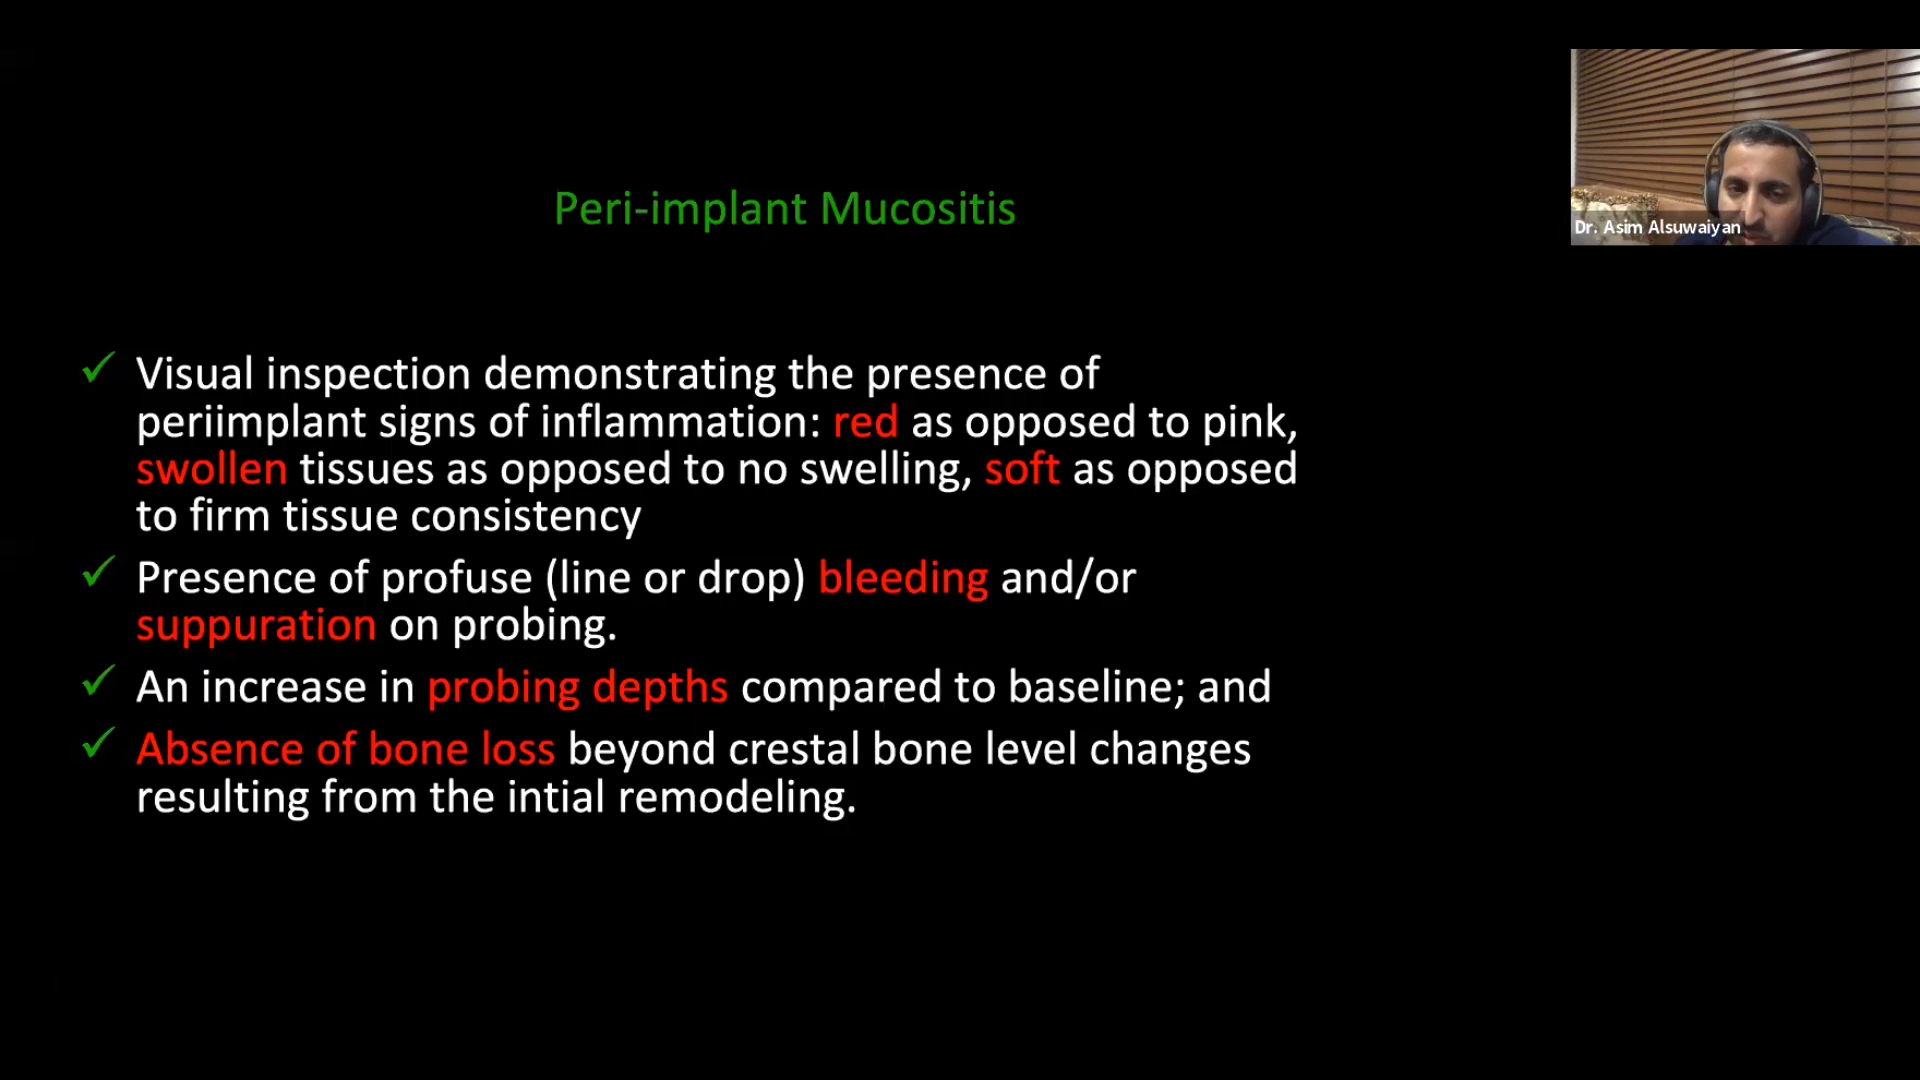 Peri-implant Mucositis
Dr. Asim Alsuwaiyan
✓ Visual inspection demonstrating the presence of
periimplant signs of inflammation: red as opposed to pink,
swollen tissues as opposed to no swelling, soft as opposed
to firm tissue consistency
✓ Presence of profuse (line or drop) bleeding and/or
suppuration on probing.
✓ An increase in probing depths compared to baseline; and
✓ Absence of bone loss beyond crestal bone level changes
resulting from the intial remodeling.